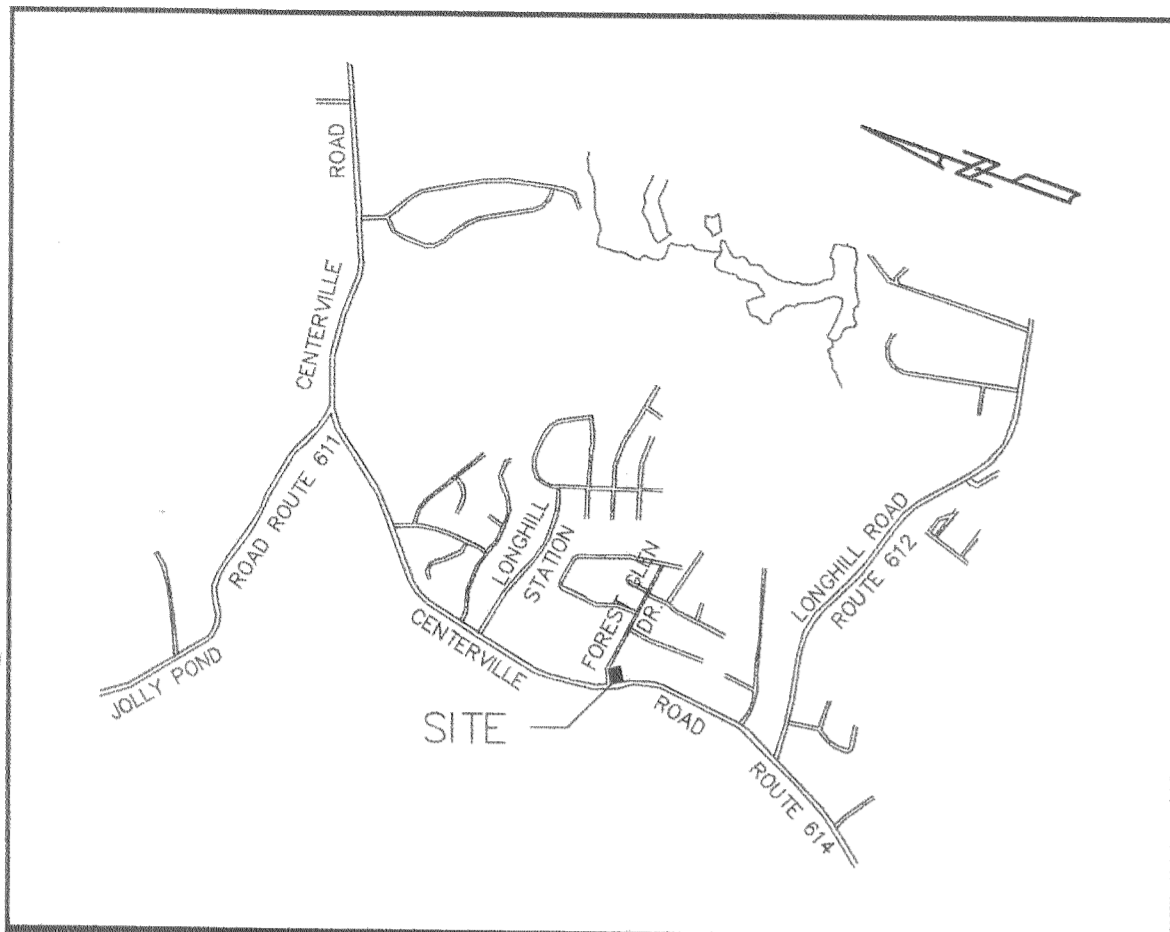 ROAD
CENTERVILLE
N
ROAD ROUTE 611
JOLLY POND
LONGHILL
STATION
CENTERVILLE
FOREST GLEN
DR.
SITE
ROAD
LONGHILL ROAD
ROUTE 612
ROUTE 614